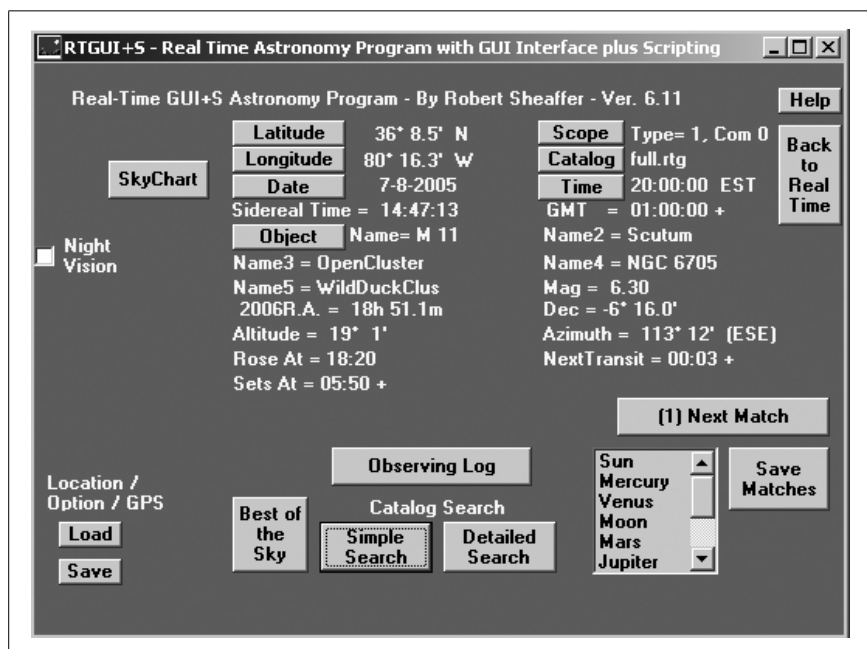 RTGUI+S - Real Time Astronomy Program with GUI Interface plus Scripting
Real-Time GUI+S Astronomy Program - By Robert Sheaffer - Ver. 6.11
Help
Latitude 36° 8.5' N
Scope Type= 1, Com 0
Back to Real Time
SkyChart
Longitude 80° 16.3' W
Catalog full.rtg
Date 7-8-2005
Time 20:00:00 EST
Sidereal Time = 14:47:13
GMT = 01:00:00 +
Night Vision
Object Name= M 11
Name2 = Scutum
Name3 = OpenCluster
Name4 = NGC 6705
Name5 = WildDuckClus
Mag = 6.30
2006R.A. = 18h 51.1m
Dec = -6° 16.0'
Altitude = 19° 1'
Azimuth = 113° 12' (ESE)
Rose At = 18:20
NextTransit = 00:03 +
Sets At = 05:50 +
(1) Next Match
Location /
Option / GPS
Load
Save
Observing Log
Best of the Sky
Catalog Search
Simple Search
Detailed Search
Sun
Mercury
Venus
Moon
Mars
Jupiter
Save Matches